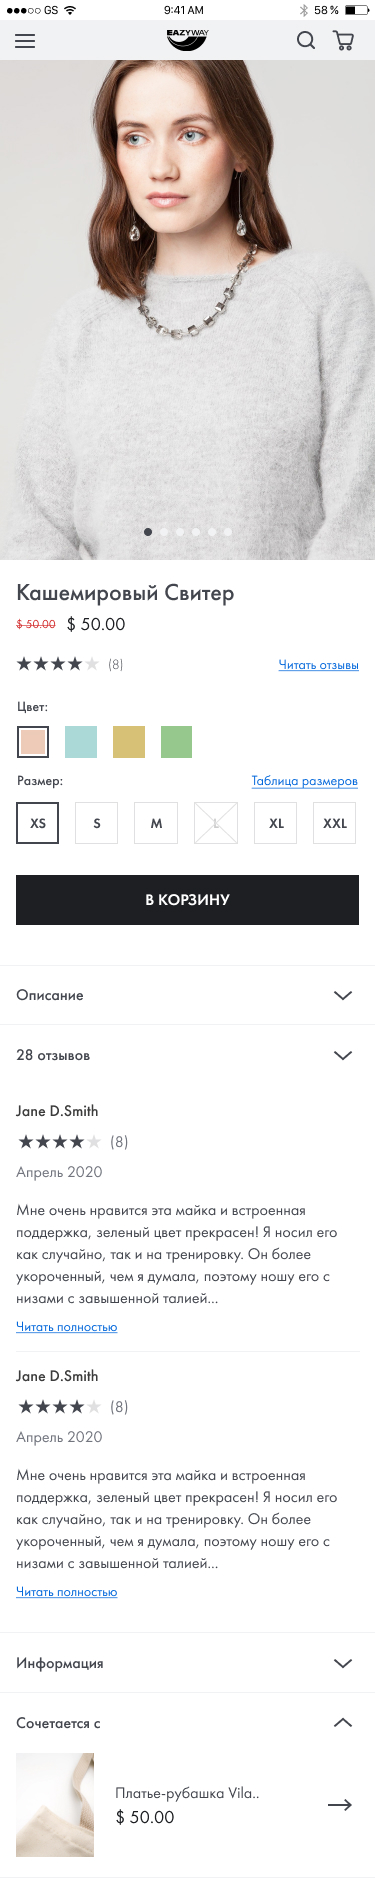 GS 9:41 AM 58 %
EAZYWAY
Кашемировый Свитер
$ 50.00 $ 50.00
(8) Читать отзывы
Цвет:
Размер: Таблица размеров
XS S M L XL XXL
В КОРЗИНУ
Описание
28 отзывов
Jane D.Smith
(8)
Апрель 2020
Мне очень нравится эта майка и встроенная
поддержка, зеленый цвет прекрасен! Я носил его
как случайно, так и на тренировку. Он более
укороченный, чем я думала, поэтому ношу его с
низами с завышенной талией...
Читать полностью
Jane D.Smith
(8)
Апрель 2020
Мне очень нравится эта майка и встроенная
поддержка, зеленый цвет прекрасен! Я носил его
как случайно, так и на тренировку. Он более
укороченный, чем я думала, поэтому ношу его с
низами с завышенной талией...
Читать полностью
Информация
Сочетается с
Платье-рубашка Vila..
$ 50.00